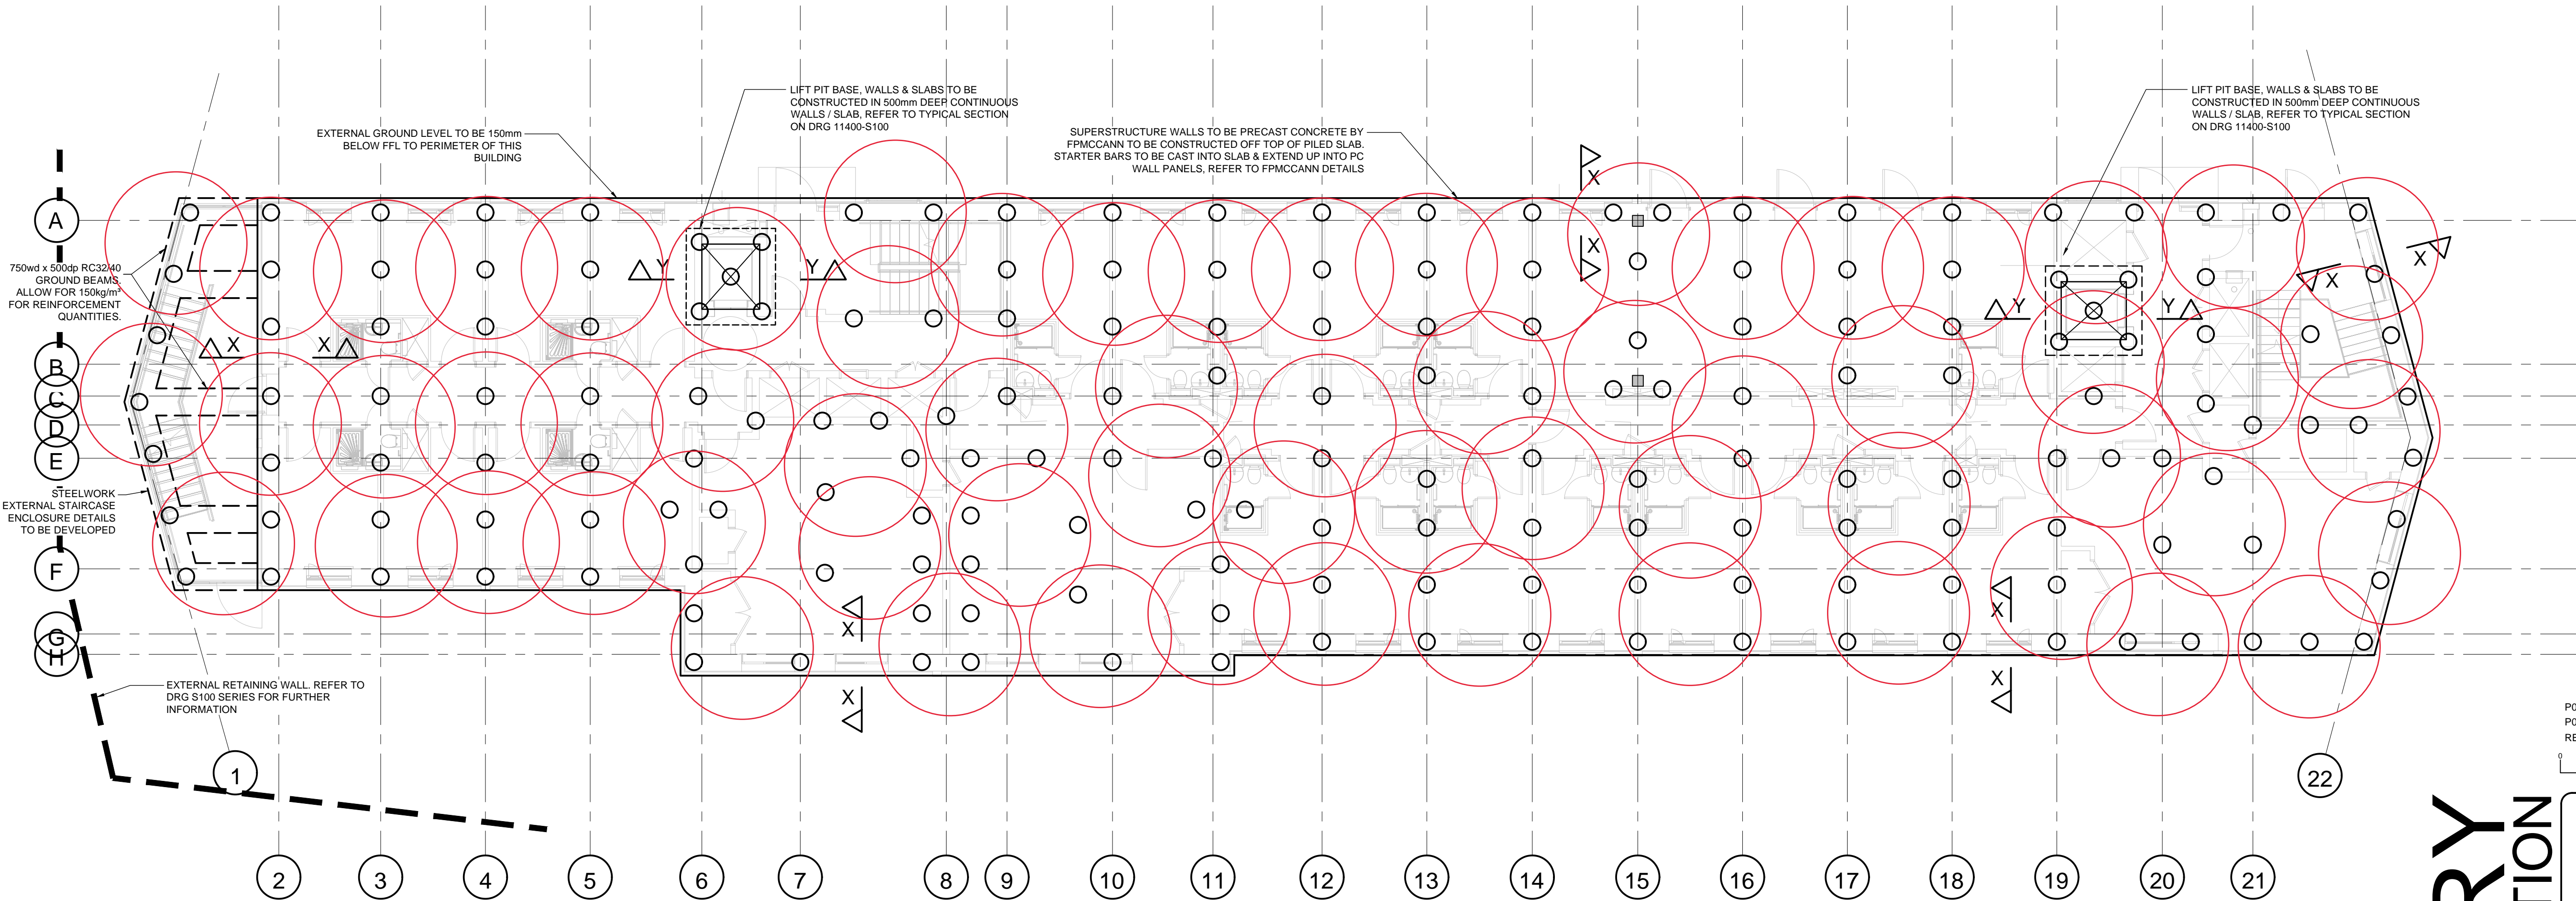 LIFT PIT BASE, WALLS & SLABS TO BE
CONSTRUCTED IN 500mm DEEP CONTINUOUS
WALLS / SLAB, REFER TO TYPICAL SECTION
ON DRG 11400-S100
LIFT PIT BASE, WALLS & SLABS TO BE
CONSTRUCTED IN 500mm DEEP CONTINUOUS
WALLS / SLAB, REFER TO TYPICAL SECTION
ON DRG 11400-S100
EXTERNAL GROUND LEVEL TO BE 150mm
BELOW FFL TO PERIMETER OF THIS
BUILDING
SUPERSTRUCTURE WALLS TO BE PRECAST CONCRETE BY
FPMCCANN TO BE CONSTRUCTED OFF TOP OF PILED SLAB.
STARTER BARS TO BE CAST INTO SLAB & EXTEND UP INTO PC
WALL PANELS, REFER TO FPMCCANN DETAILS
X
A
X
X
X
750wd x 500dp RC32/40
GROUND BEAMS.
ALLOW FOR 150kg/m³
FOR REINFORCEMENT
QUANTITIES.
Y
Y
Y
Y
X
X
B
C
D
E
STEELWORK
EXTERNAL STAIRCASE
ENCLOSURE DETAILS
TO BE DEVELOPED
F
X
X
G
H
X
X
EXTERNAL RETAINING WALL. REFER TO
DRG S100 SERIES FOR FURTHER
INFORMATION
P0
P0
RE
0
1
22
2
3
4
5
6
7
8
9
10
11
12
13
14
15
16
17
18
19
20
21
RY
TION